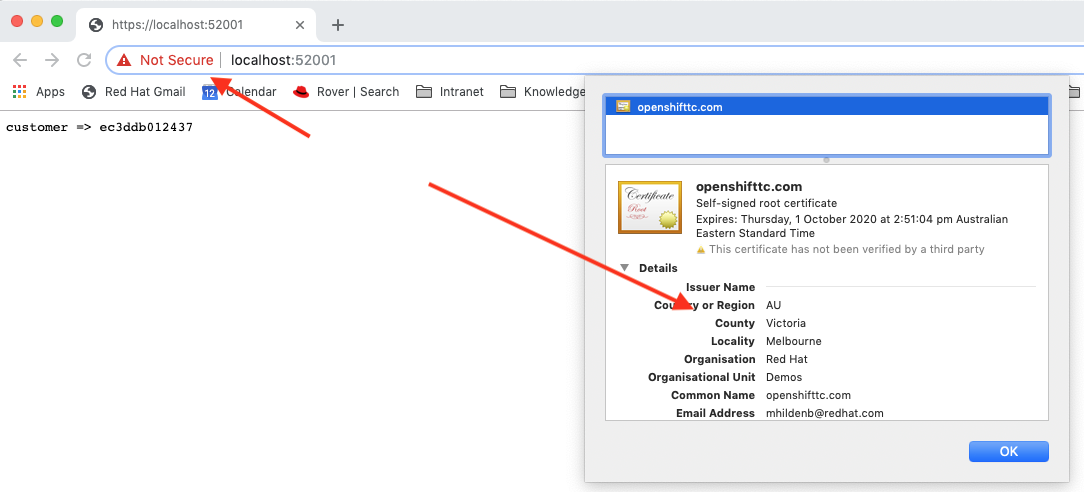 https://localhost:52001
Not Secure | localhost:52001
Apps Red Hat Gmail 12 Calendar Rover | Search Intranet Knowledge
customer => ec3ddb012437
openshifttc.com
Certificate
Root
openshifttc.com
Self-signed root certificate
Expires: Thursday, 1 October 2020 at 2:51:04 pm Australian
Eastern Standard Time
This certificate has not been verified by a third party
Details
Issuer Name
Country or Region AU
County Victoria
Locality Melbourne
Organisation Red Hat
Organisational Unit Demos
Common Name openshifttc.com
Email Address mhildenb@redhat.com
OK